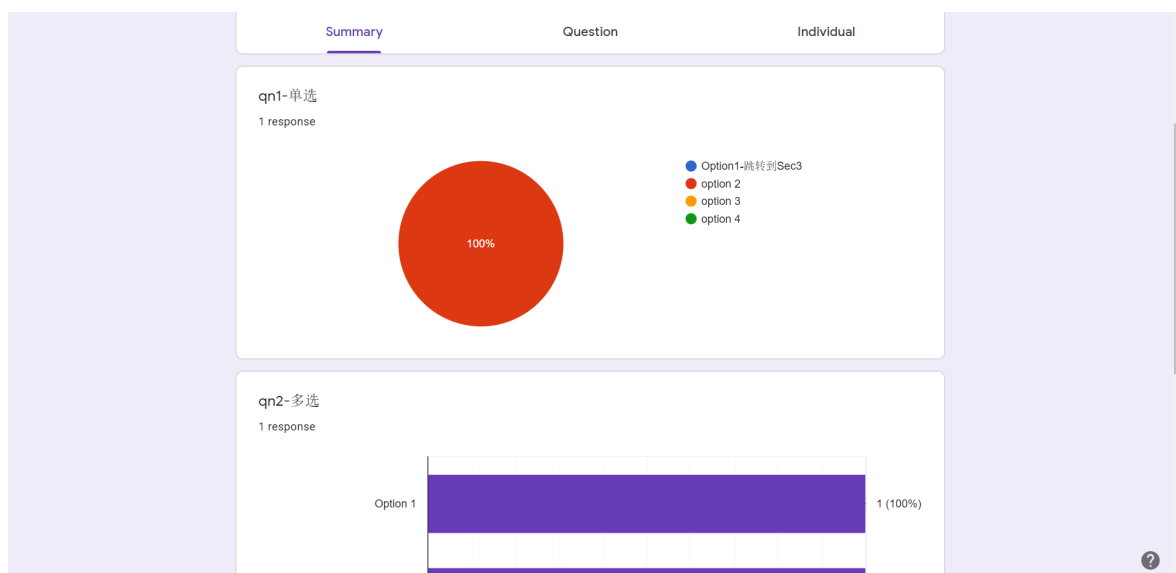 Summary Question Individual
qn1-单选
1 response
Option1-跳转到Sec3
option 2
option 3
option 4
100%
qn2-多选
1 response
Option 1
1 (100%)
?